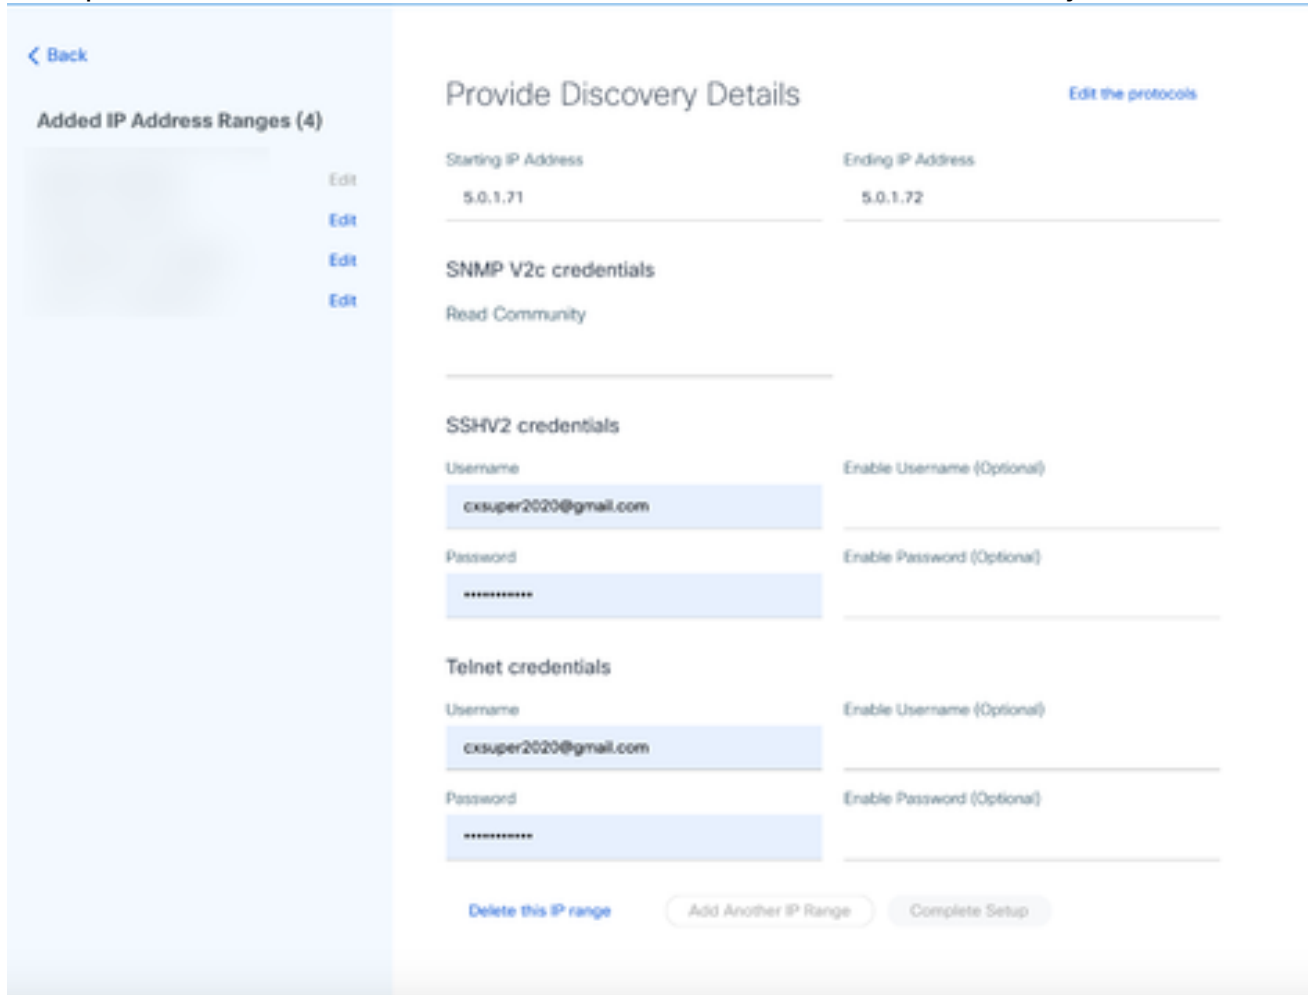 Back
Added IP Address Ranges (4)
Edit
Edit
Edit
Edit
Provide Discovery Details
Edit the protocols
Starting IP Address
Ending IP Address
5.0.1.71
5.0.1.72
SNMP V2c credentials
Read Community
SSHV2 credentials
Username
Enable Username (Optional)
cxsuper2020@gmail.com
Password
Enable Password (Optional)
••••••••••••
Telnet credentials
Username
Enable Username (Optional)
cxsuper2020@gmail.com
Password
Enable Password (Optional)
••••••••••••
Delete this IP range
Add Another IP Range
Complete Setup